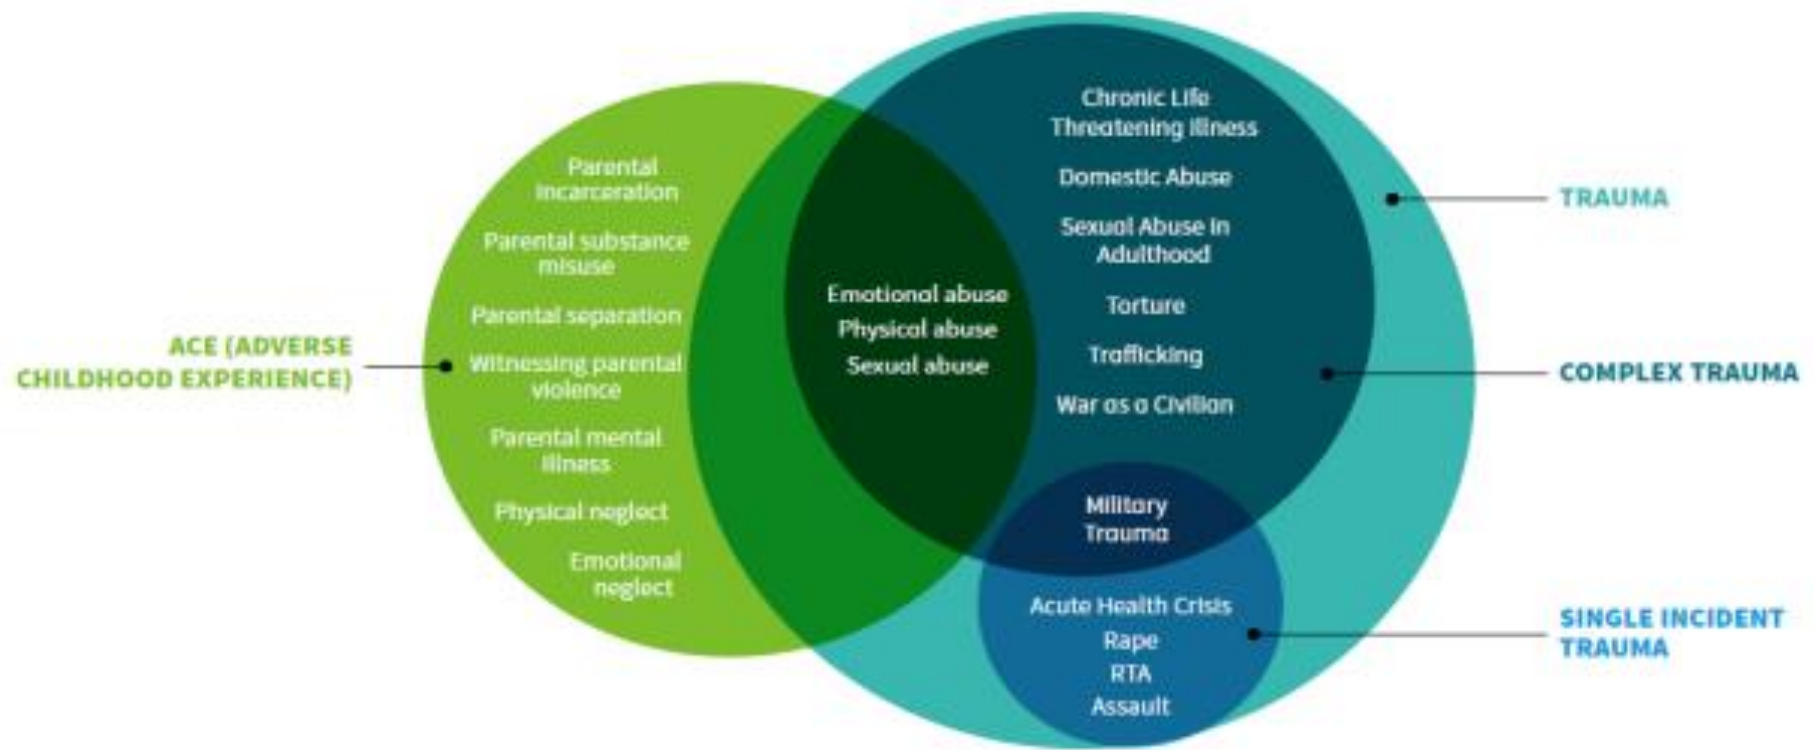 Parental
Incarceration
Parental substance
misuse
Parental separation
Witnessing parental
violence
Parental mental
illness
Physical neglect
Emotional
neglect
ACE (ADVERSE
CHILDHOOD EXPERIENCE)
Emotional abuse
Physical abuse
Sexual abuse
Chronic Life
Threatening Illness
Domestic Abuse
Sexual Abuse in
Adulthood
Torture
Trafficking
War as a Civilian
Military
Trauma
Acute Health Crisis
Rape
RTA
Assault
TRAUMA
COMPLEX TRAUMA
SINGLE INCIDENT
TRAUMA